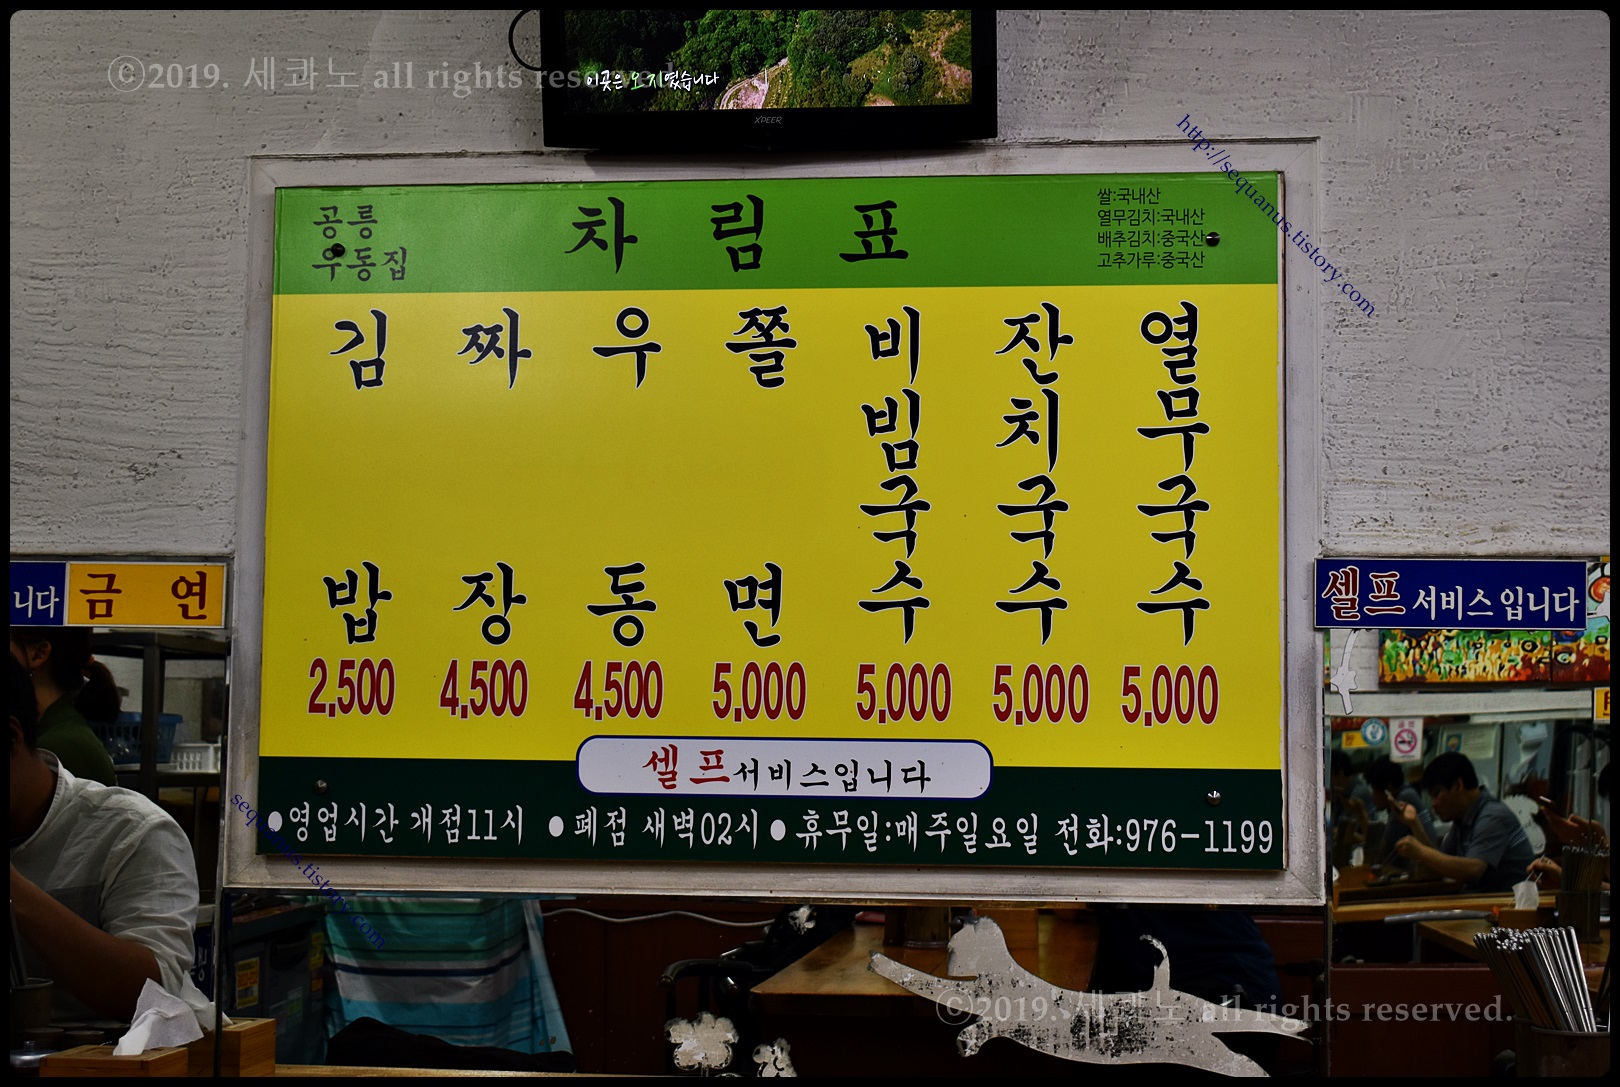 ⓒ2019. 세콰노 all rights reserved.
이곳은 오지였습니다
XPEER
http://sequanus.tistory.com
공릉
우동집
차림표
쌀:국내산
열무김치:국내산
배추김치:중국산
고추가루:중국산
김밥 2,500
짜장 4,500
우동 4,500
쫄면 5,000
비빔국수 5,000
잔치국수 5,000
열무국수 5,000
셀프서비스입니다
●영업시간 개점11시 ●폐점 새벽02시 ●휴무일:매주일요일 전화:976-1199
니다 금연
셀프서비스입니다
sequanus.tistory.com
ⓒ2019. 세콰노 all rights reserved.